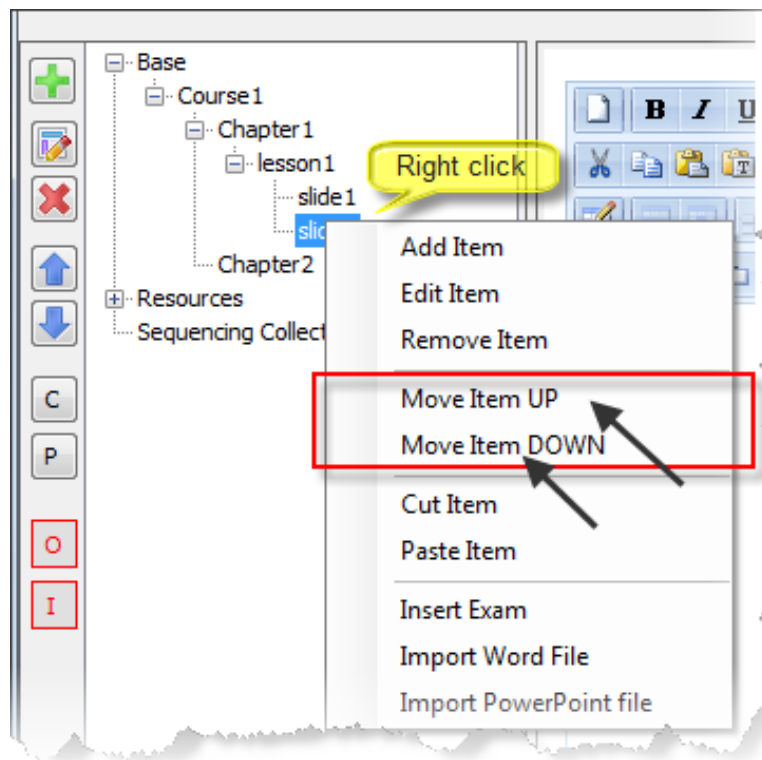 Base
Course1
Chapter1
lesson1
Right click
slide1
Chapter2
Resources
Sequencing Collect
B I U
T
C
P
O
I
Add Item
Edit Item
Remove Item
Move Item UP
Move Item DOWN
Cut Item
Paste Item
Insert Exam
Import Word File
Import PowerPoint file